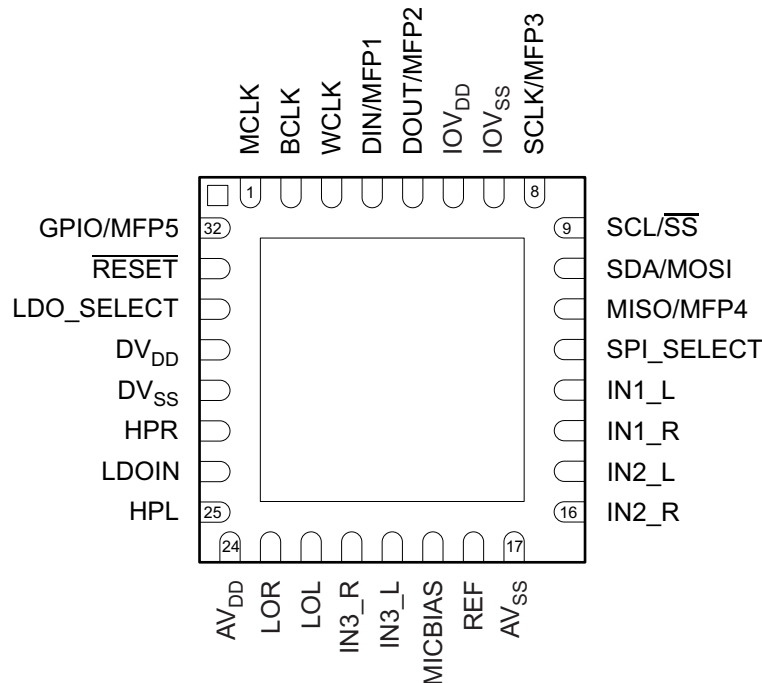 MCLK
BCLK
WCLK
DIN/MFP1
DOUT/MFP2
IOVDD
IOVSS
SCLK/MFP3
1
8
GPIO/MFP5
32
9
SCL/SS
RESET
SDA/MOSI
LDO_SELECT
MISO/MFP4
DVDD
SPI_SELECT
DVSS
IN1_L
HPR
IN1_R
LDOIN
IN2_L
HPL
25
16
IN2_R
24
17
AVDD
LOR
LOL
IN3_R
IN3_L
MICBIAS
REF
AVSS